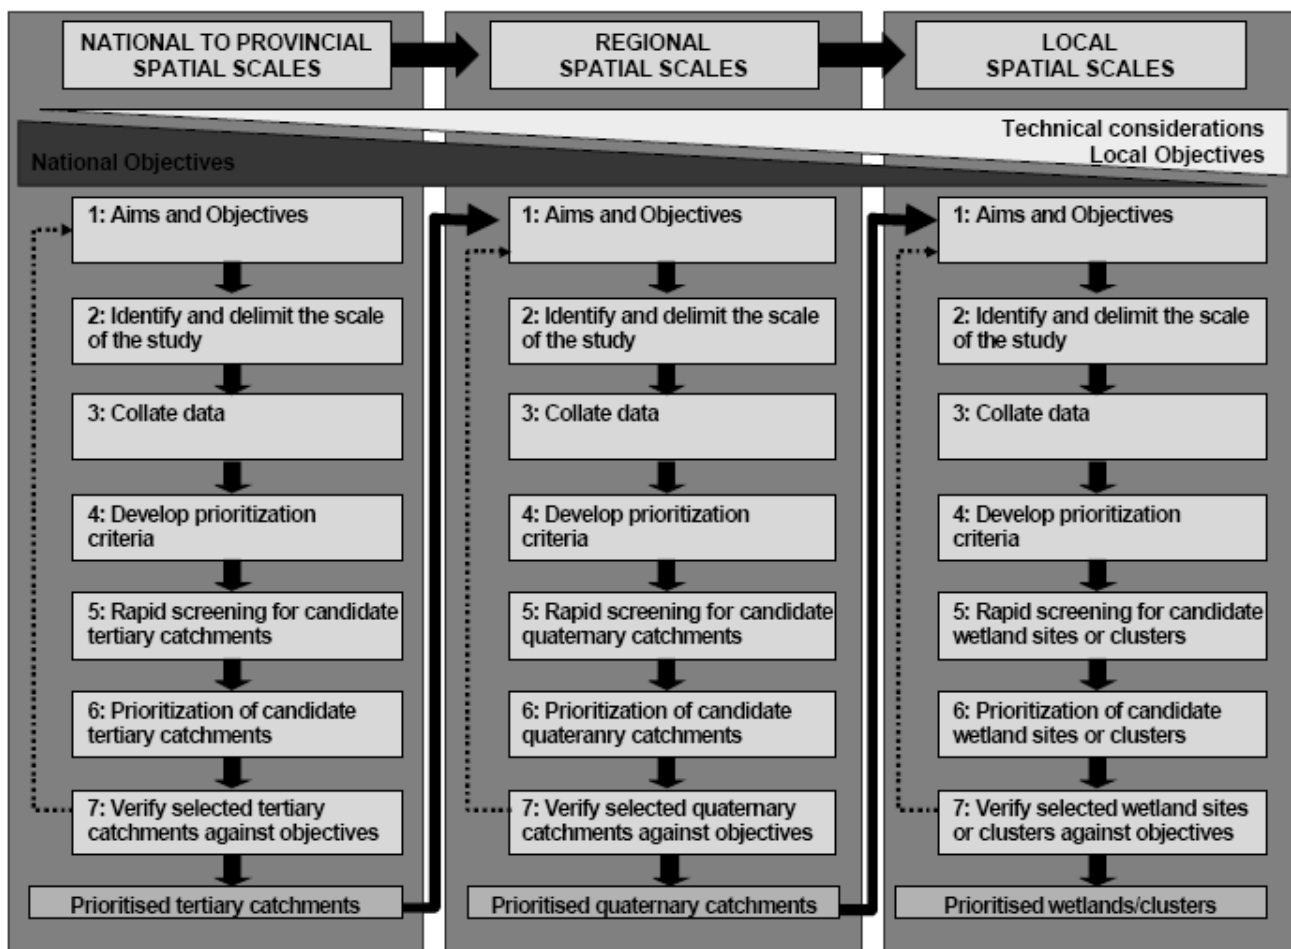 NATIONAL TO PROVINCIAL
SPATIAL SCALES
REGIONAL
SPATIAL SCALES
LOCAL
SPATIAL SCALES
Technical considerations
Local Objectives
National Objectives
1: Aims and Objectives
2: Identify and delimit the scale
of the study
3: Collate data
4: Develop prioritization
criteria
5: Rapid screening for candidate
tertiary catchments
6: Prioritization of candidate
tertiary catchments
7: Verify selected tertiary
catchments against objectives
Prioritised tertiary catchments
1: Aims and Objectives
2: Identify and delimit the scale
of the study
3: Collate data
4: Develop prioritization
criteria
5: Rapid screening for candidate
quaternary catchments
6: Prioritization of candidate
quateranry catchments
7: Verify selected quaternary
catchments against objectives
Prioritised quaternary catchments
1: Aims and Objectives
2: Identify and delimit the scale
of the study
3: Collate data
4: Develop prioritization
criteria
5: Rapid screening for candidate
wetland sites or clusters
6: Prioritization of candidate
wetland sites or clusters
7: Verify selected wetland sites
or clusters against objectives
Prioritised wetlands/clusters